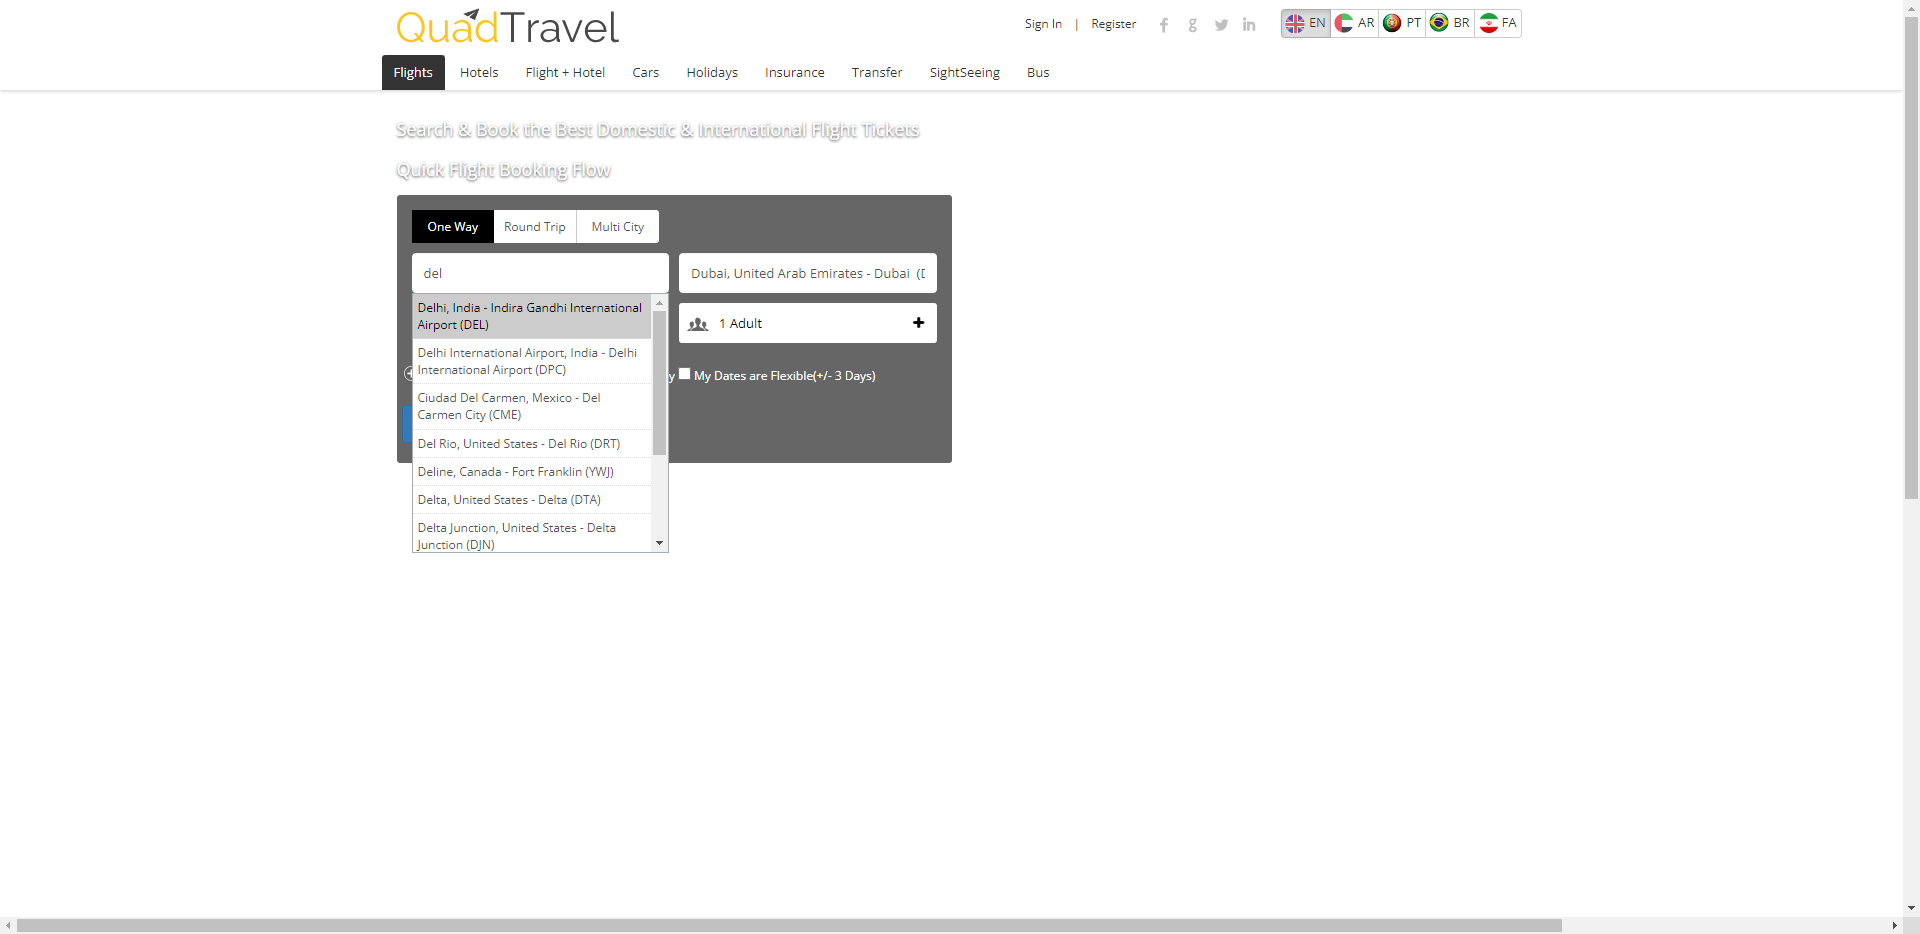 QuadTravel
Sign In | Register
EN AR PT BR FA
Flights Hotels Flight + Hotel Cars Holidays Insurance Transfer SightSeeing Bus
Search & Book the Best Domestic & International Flight Tickets
Quick Flight Booking Flow
One Way Round Trip Multi City
del
Dubai, United Arab Emirates - Dubai
Delhi, India - Indira Gandhi International
Airport (DEL)
1 Adult
Delhi International Airport, India - Delhi
International Airport (DPC)
y My Dates are Flexible(+/- 3 Days)
Ciudad Del Carmen, Mexico - Del
Carmen City (CME)
Del Rio, United States - Del Rio (DRT)
Deline, Canada - Fort Franklin (YWJ)
Delta, United States - Delta (DTA)
Delta Junction, United States - Delta
Junction (DJN)